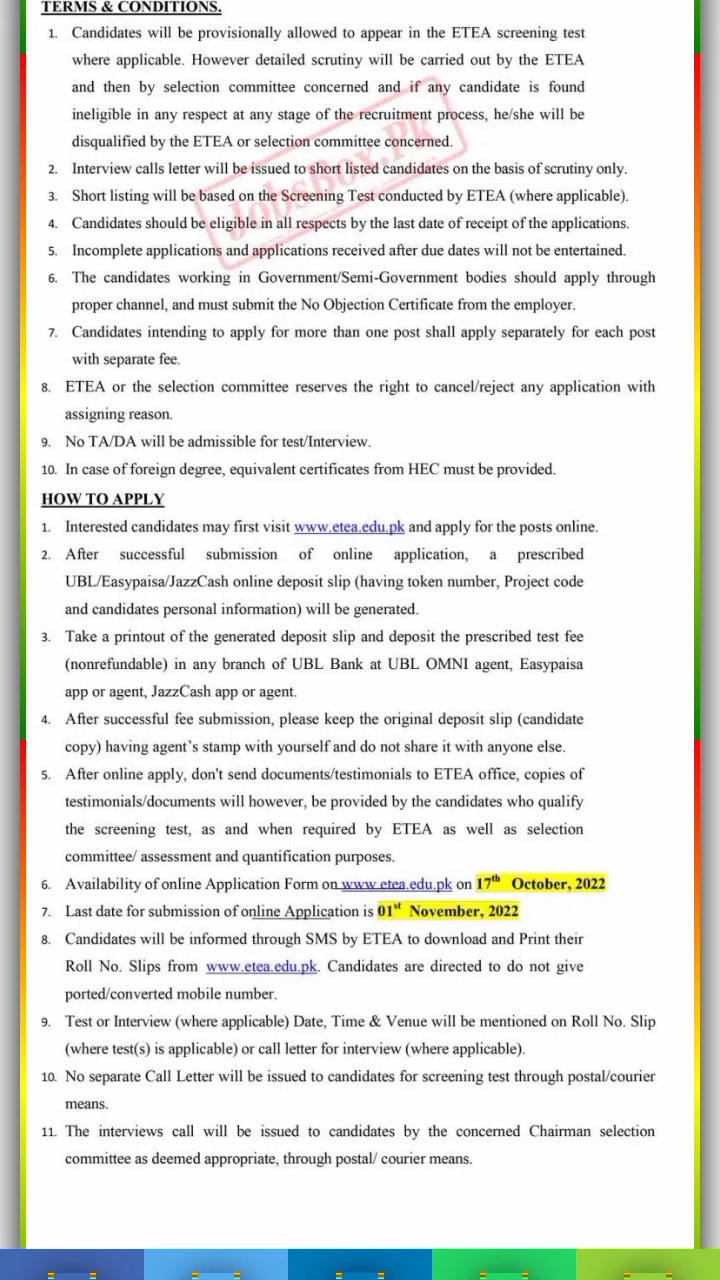 TERMS & CONDITIONS.
1. Candidates will be provisionally allowed to appear in the ETEA screening test
where applicable. However detailed scrutiny will be carried out by the ETEA
and then by selection committee concerned and if any candidate is found
ineligible in any respect at any stage of the recruitment process, he/she will be
disqualified by the ETEA or selection committee concerned.
2. Interview calls letter will be issued to short listed candidates on the basis of scrutiny only.
3. Short listing will be based on the Screening Test conducted by ETEA (where applicable).
4. Candidates should be eligible in all respects by the last date of receipt of the applications.
5. Incomplete applications and applications received after due dates will not be entertained.
6. The candidates working in Government/Semi-Government bodies should apply through
proper channel, and must submit the No Objection Certificate from the employer.
7. Candidates intending to apply for more than one post shall apply separately for each post
with separate fee.
8. ETEA or the selection committee reserves the right to cancel/reject any application with
assigning reason.
9. No TA/DA will be admissible for test/Interview.
10. In case of foreign degree, equivalent certificates from HEC must be provided.
JobsBox.Pk
HOW TO APPLY
1. Interested candidates may first visit www.etea.edu.pk and apply for the posts online.
2. After successful submission of online application, a prescribed
UBL/Easypaisa/JazzCash online deposit slip (having token number, Project code
and candidates personal information) will be generated.
3. Take a printout of the generated deposit slip and deposit the prescribed test fee
(nonrefundable) in any branch of UBL Bank at UBL OMNI agent, Easypaisa
app or agent, JazzCash app or agent.
4. After successful fee submission, please keep the original deposit slip (candidate
copy) having agent's stamp with yourself and do not share it with anyone else.
5. After online apply, don't send documents/testimonials to ETEA office, copies of
testimonials/documents will however, be provided by the candidates who qualify
the screening test, as and when required by ETEA as well as selection
committee/ assessment and quantification purposes.
6. Availability of online Application Form on www.etea.edu.pk on 17th October, 2022
7. Last date for submission of online Application is 01st November, 2022
8. Candidates will be informed through SMS by ETEA to download and Print their
Roll No. Slips from www.etea.edu.pk. Candidates are directed to do not give
ported/converted mobile number.
9. Test or Interview (where applicable) Date, Time & Venue will be mentioned on Roll No. Slip
(where test(s) is applicable) or call letter for interview (where applicable).
10. No separate Call Letter will be issued to candidates for screening test through postal/courier
means.
11. The interviews call will be issued to candidates by the concerned Chairman selection
committee as deemed appropriate, through postal/ courier means.